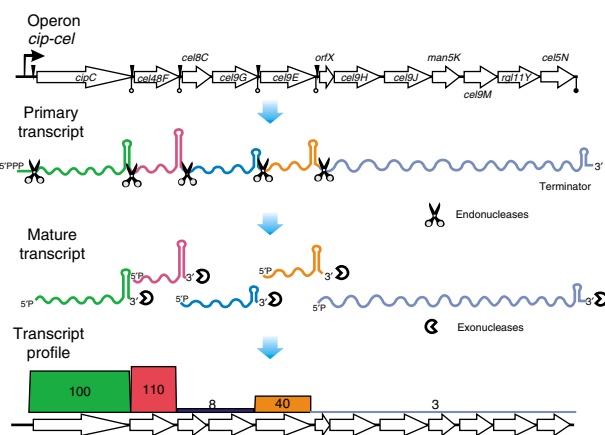 Operon
cip-cel
cipC
cel48F
cel8C
cel9G
cel9E
orfX
cel9H
cel9J
man5K
cel9M
rgl11Y
cel5N
Primary
transcript
5'PPP
3'
Terminator
Endonucleases
Mature
transcript
5'P
3'
5'P
3'
5'P
3'
5'P
3'
5'P
3'
Exonucleases
Transcript
profile
100
110
8
40
3